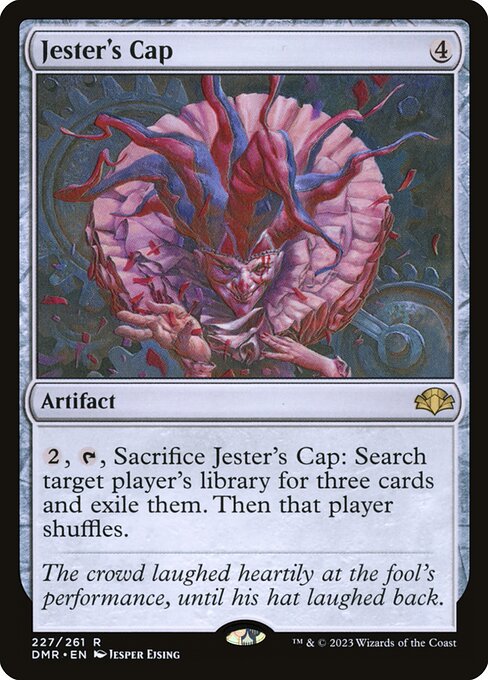 Jester's Cap 4
Artifact
2, , Sacrifice Jester's Cap: Search
target player's library for three cards
and exile them. Then that player
shuffles.
The crowd laughed heartily at the fool's
performance, until his hat laughed back.
227/261 R
DMR • EN Jesper Ejsing
™ & © 2023 Wizards of the Coast